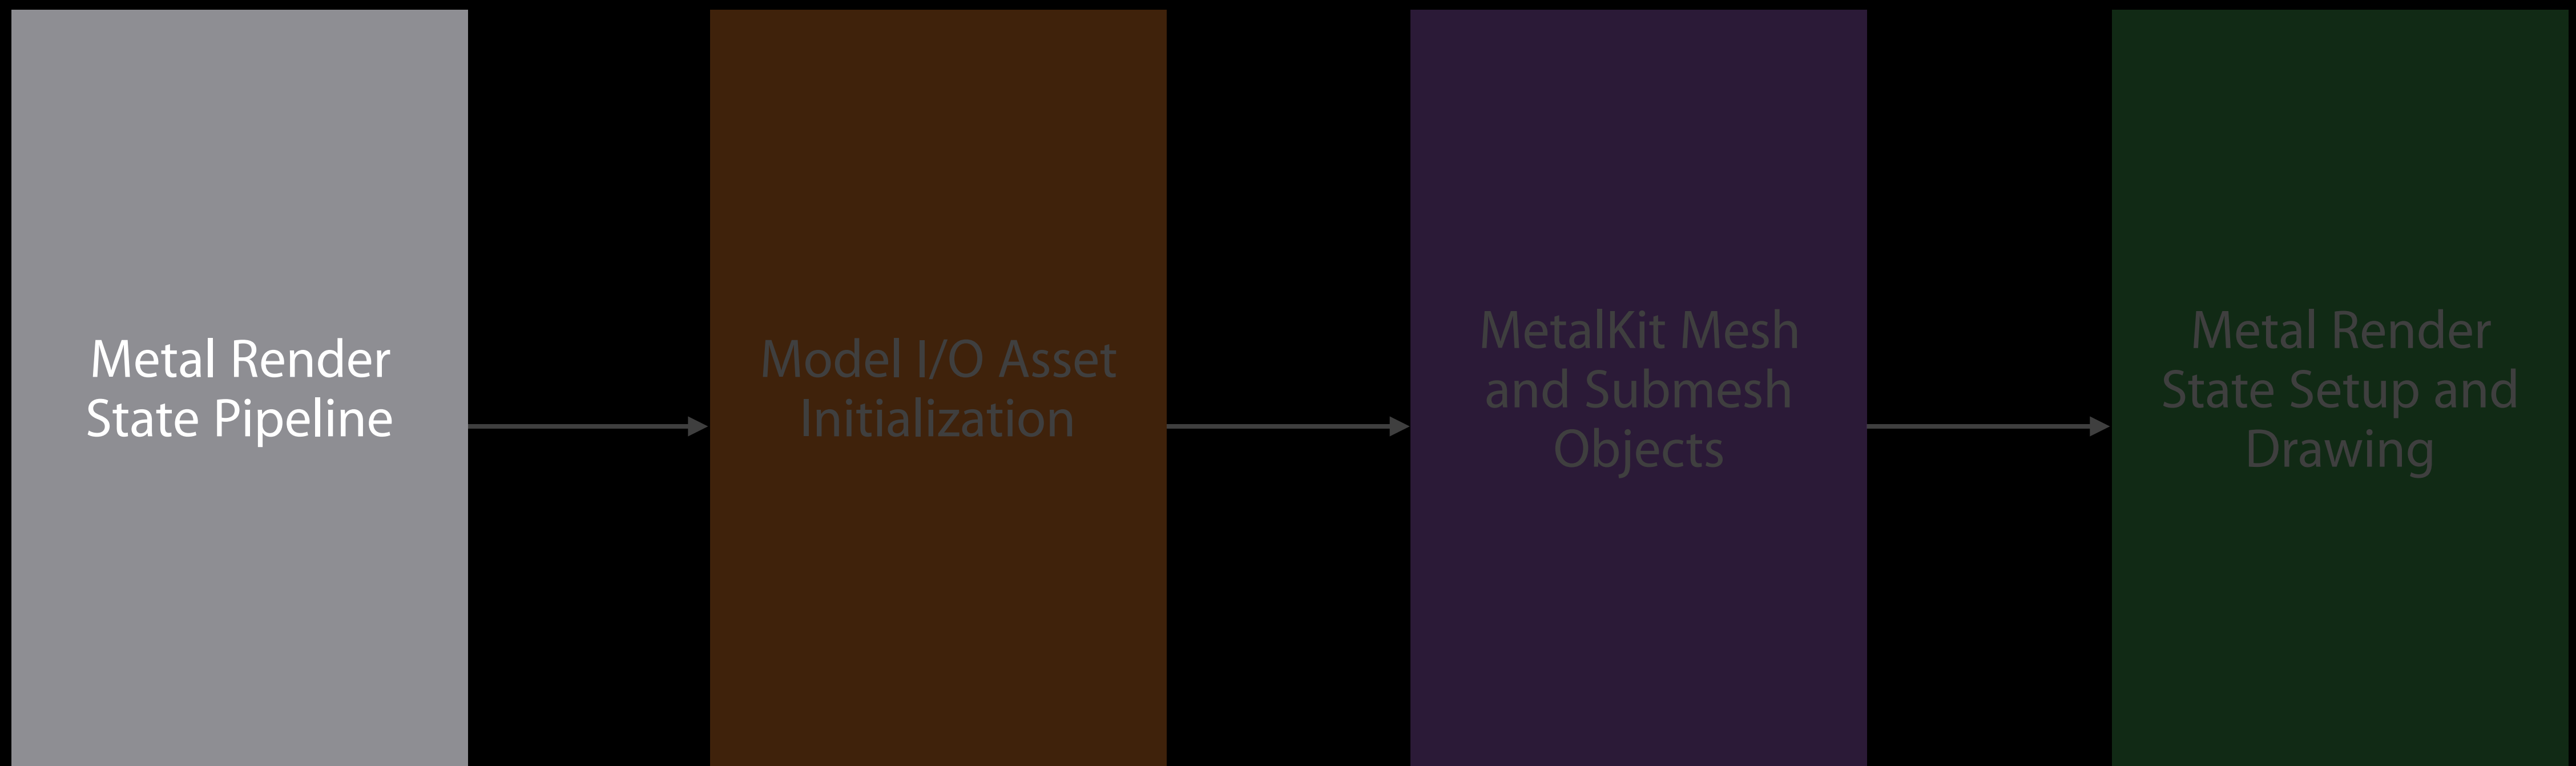 Metal Render
State Pipeline
Model I/O Asset
Initialization
MetalKit Mesh
and Submesh
Objects
Metal Render
State Setup and
Drawing